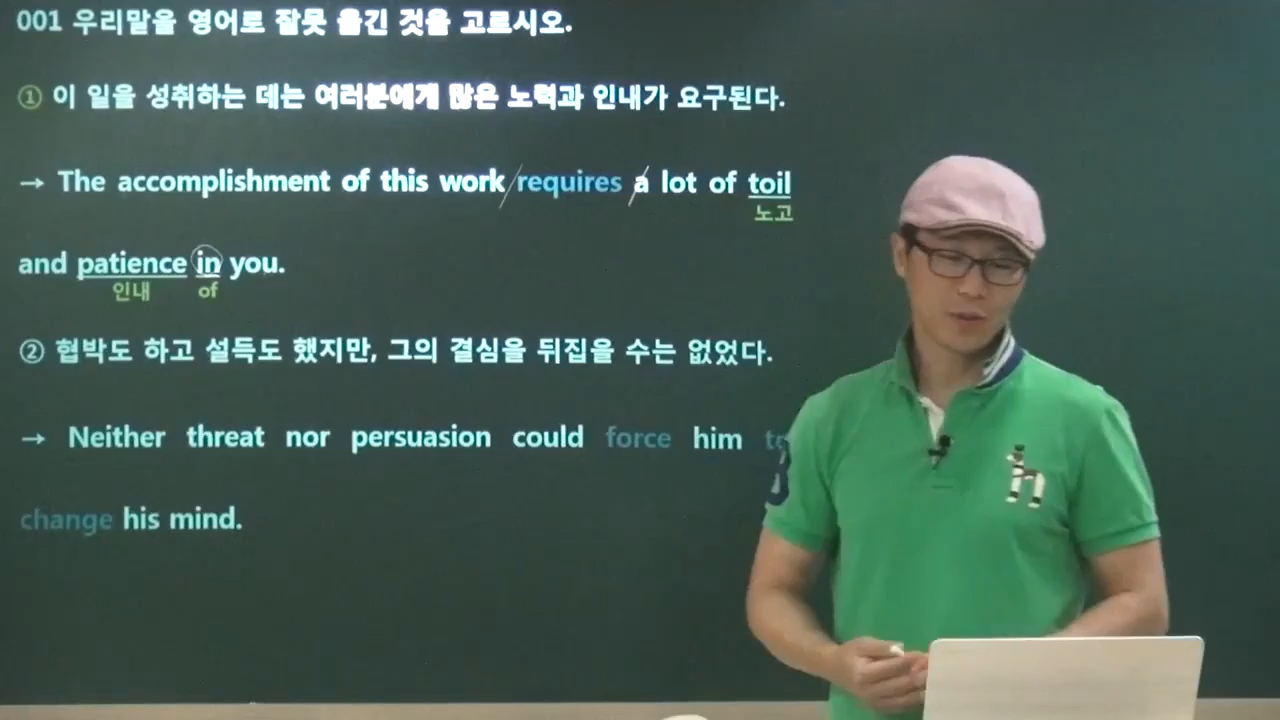 001 우리말을 영어로 잘못 옮긴 것을 고르시오.
① 이 일을 성취하는 데는 여러분에게 많은 노력과 인내가 요구된다.
→ The accomplishment of this work requires a lot of toil
노고
and patience in you.
인내 of
② 협박도 하고 설득도 했지만, 그의 결심을 뒤집을 수는 없었다.
→ Neither threat nor persuasion could force him to
change his mind.